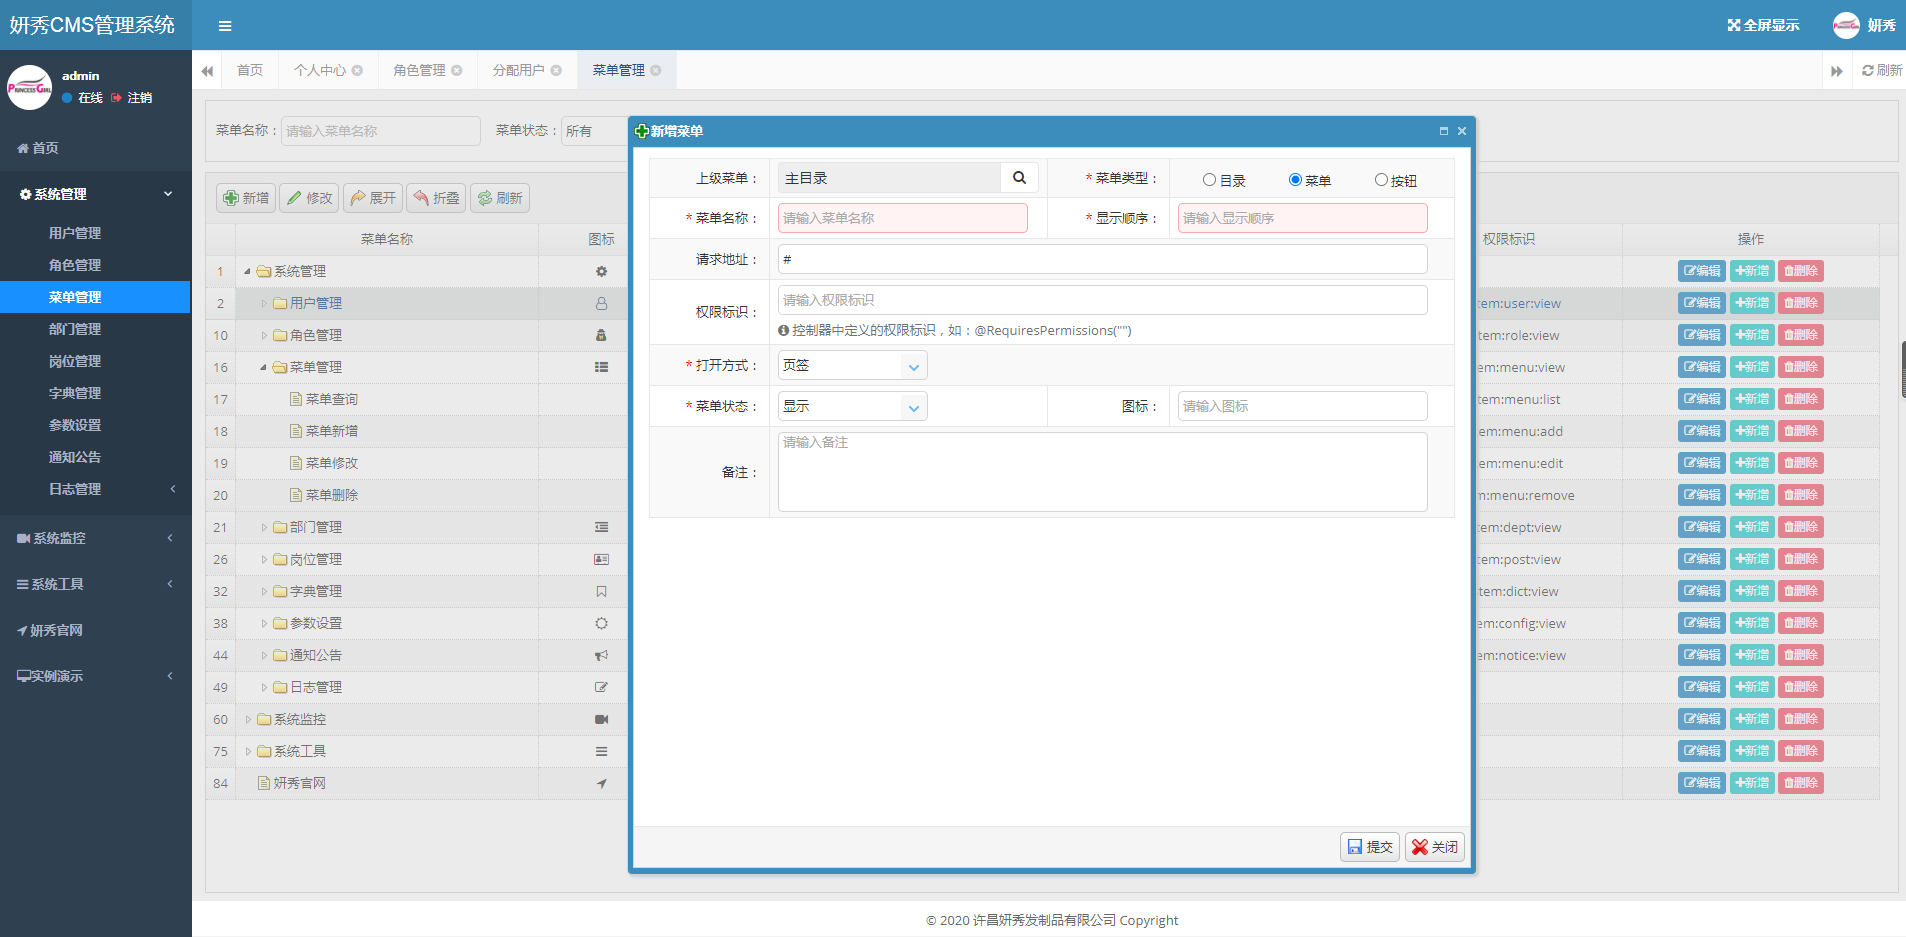 妍秀CMS管理系统
全屏显示
妍秀
admin
在线 注销
首页
个人中心
角色管理
分配用户
菜单管理
刷新
首页
系统管理
用户管理
角色管理
菜单管理
部门管理
岗位管理
字典管理
参数设置
通知公告
日志管理
系统监控
系统工具
妍秀官网
实例演示
菜单名称： 请输入菜单名称 菜单状态： 所有
新增 修改 展开 折叠 刷新
菜单名称 图标 权限标识 操作
1 系统管理 编辑 新增 删除
2 用户管理 tem:user:view 编辑 新增 删除
10 角色管理 tem:role:view 编辑 新增 删除
16 菜单管理 em:menu:view 编辑 新增 删除
17 菜单查询 tem:menu:list 编辑 新增 删除
18 菜单新增 em:menu:add 编辑 新增 删除
19 菜单修改 em:menu:edit 编辑 新增 删除
20 菜单删除 n:menu:remove 编辑 新增 删除
21 部门管理 tem:dept:view 编辑 新增 删除
26 岗位管理 tem:post:view 编辑 新增 删除
32 字典管理 tem:dict:view 编辑 新增 删除
38 参数设置 em:config:view 编辑 新增 删除
44 通知公告 em:notice:view 编辑 新增 删除
49 日志管理 编辑 新增 删除
60 系统监控 编辑 新增 删除
75 系统工具 编辑 新增 删除
84 妍秀官网 编辑 新增 删除
新增菜单
上级菜单： 主目录 * 菜单类型： 目录 菜单 按钮
* 菜单名称： 请输入菜单名称 * 显示顺序： 请输入显示顺序
请求地址： #
权限标识： 请输入权限标识
控制器中定义的权限标识，如：@RequiresPermissions("")
* 打开方式： 页签
* 菜单状态： 显示 图标： 请输入图标
备注： 请输入备注
提交 关闭
© 2020 许昌妍秀发制品有限公司 Copyright